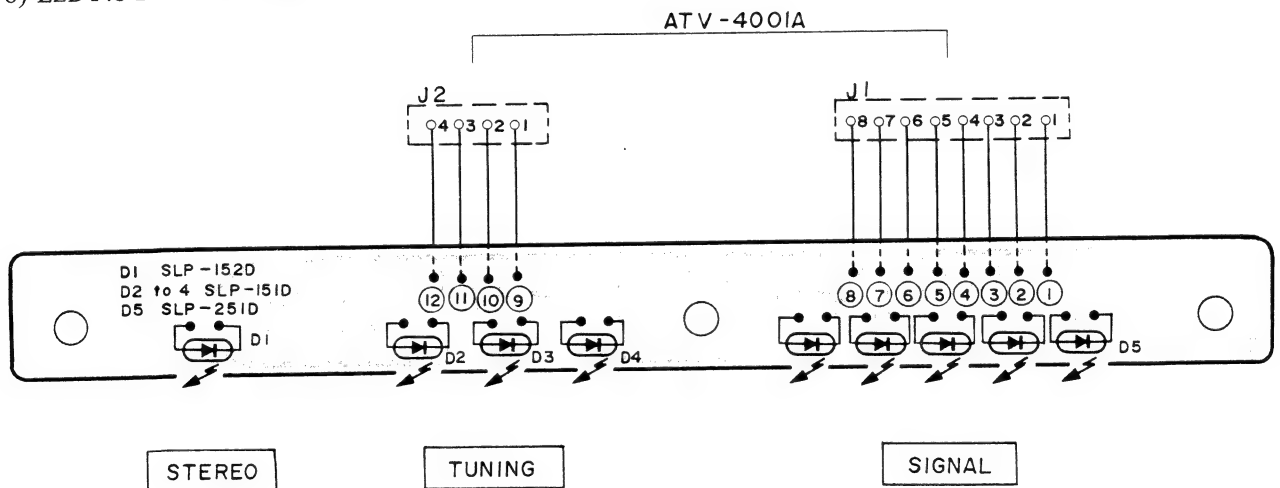 ATV-4001A
J2
4 3 2 1
J1
8 7 6 5 4 3 2 1
D1 SLP-152D
D2 to 4 SLP-151D
D5 SLP-251D
12 11 10 9
8 7 6 5 4 3 2 1
D1
D2
D3
D4
D5
STEREO
TUNING
SIGNAL